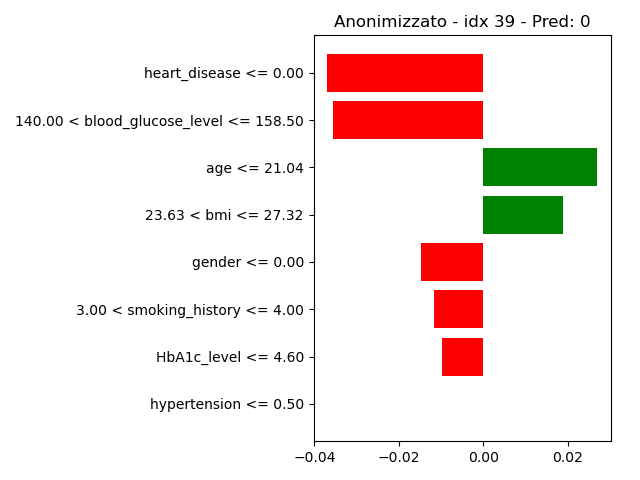 Anonimizzato - idx 39 - Pred: 0
heart_disease <= 0.00
140.00 < blood_glucose_level <= 158.50
age <= 21.04
23.63 < bmi <= 27.32
gender <= 0.00
3.00 < smoking_history <= 4.00
HbA1c_level <= 4.60
hypertension <= 0.50
−0.04 −0.02 0.00 0.02